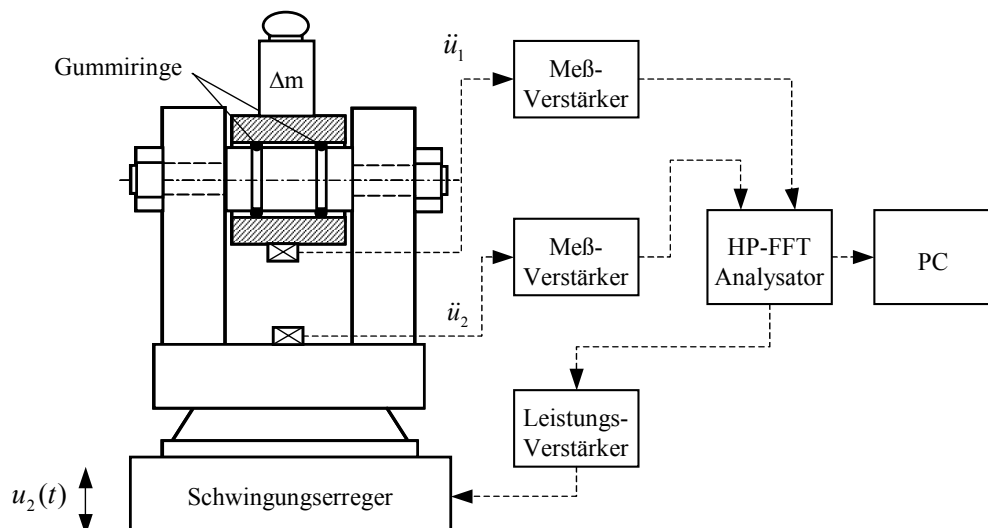 Gummiringe
Δm
ü₁
Meß-
Verstärker
ü₂
Meß-
Verstärker
HP-FFT
Analysator
PC
Leistungs-
Verstärker
u₂(t)
Schwingungserreger